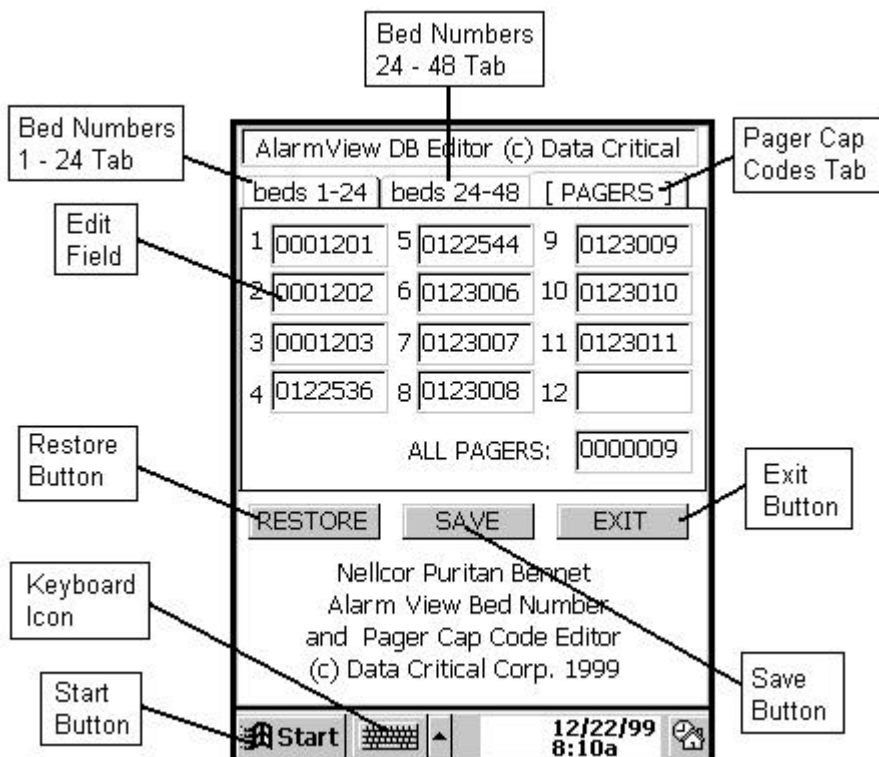 Bed Numbers
24 - 48 Tab
Bed Numbers
1 - 24 Tab
Pager Cap
Codes Tab
Edit
Field
Restore
Button
Keyboard
Icon
Start
Button
Exit
Button
Save
Button
AlarmView DB Editor (c) Data Critical
beds 1-24 beds 24-48 [ PAGERS ]
1 0001201 5 0122544 9 0123009
2 0001202 6 0123006 10 0123010
3 0001203 7 0123007 11 0123011
4 0122536 8 0123008 12
ALL PAGERS: 0000009
RESTORE SAVE EXIT
Nellcor Puritan Bennet
Alarm View Bed Number
and Pager Cap Code Editor
(c) Data Critical Corp. 1999
Start 12/22/99
8:10a